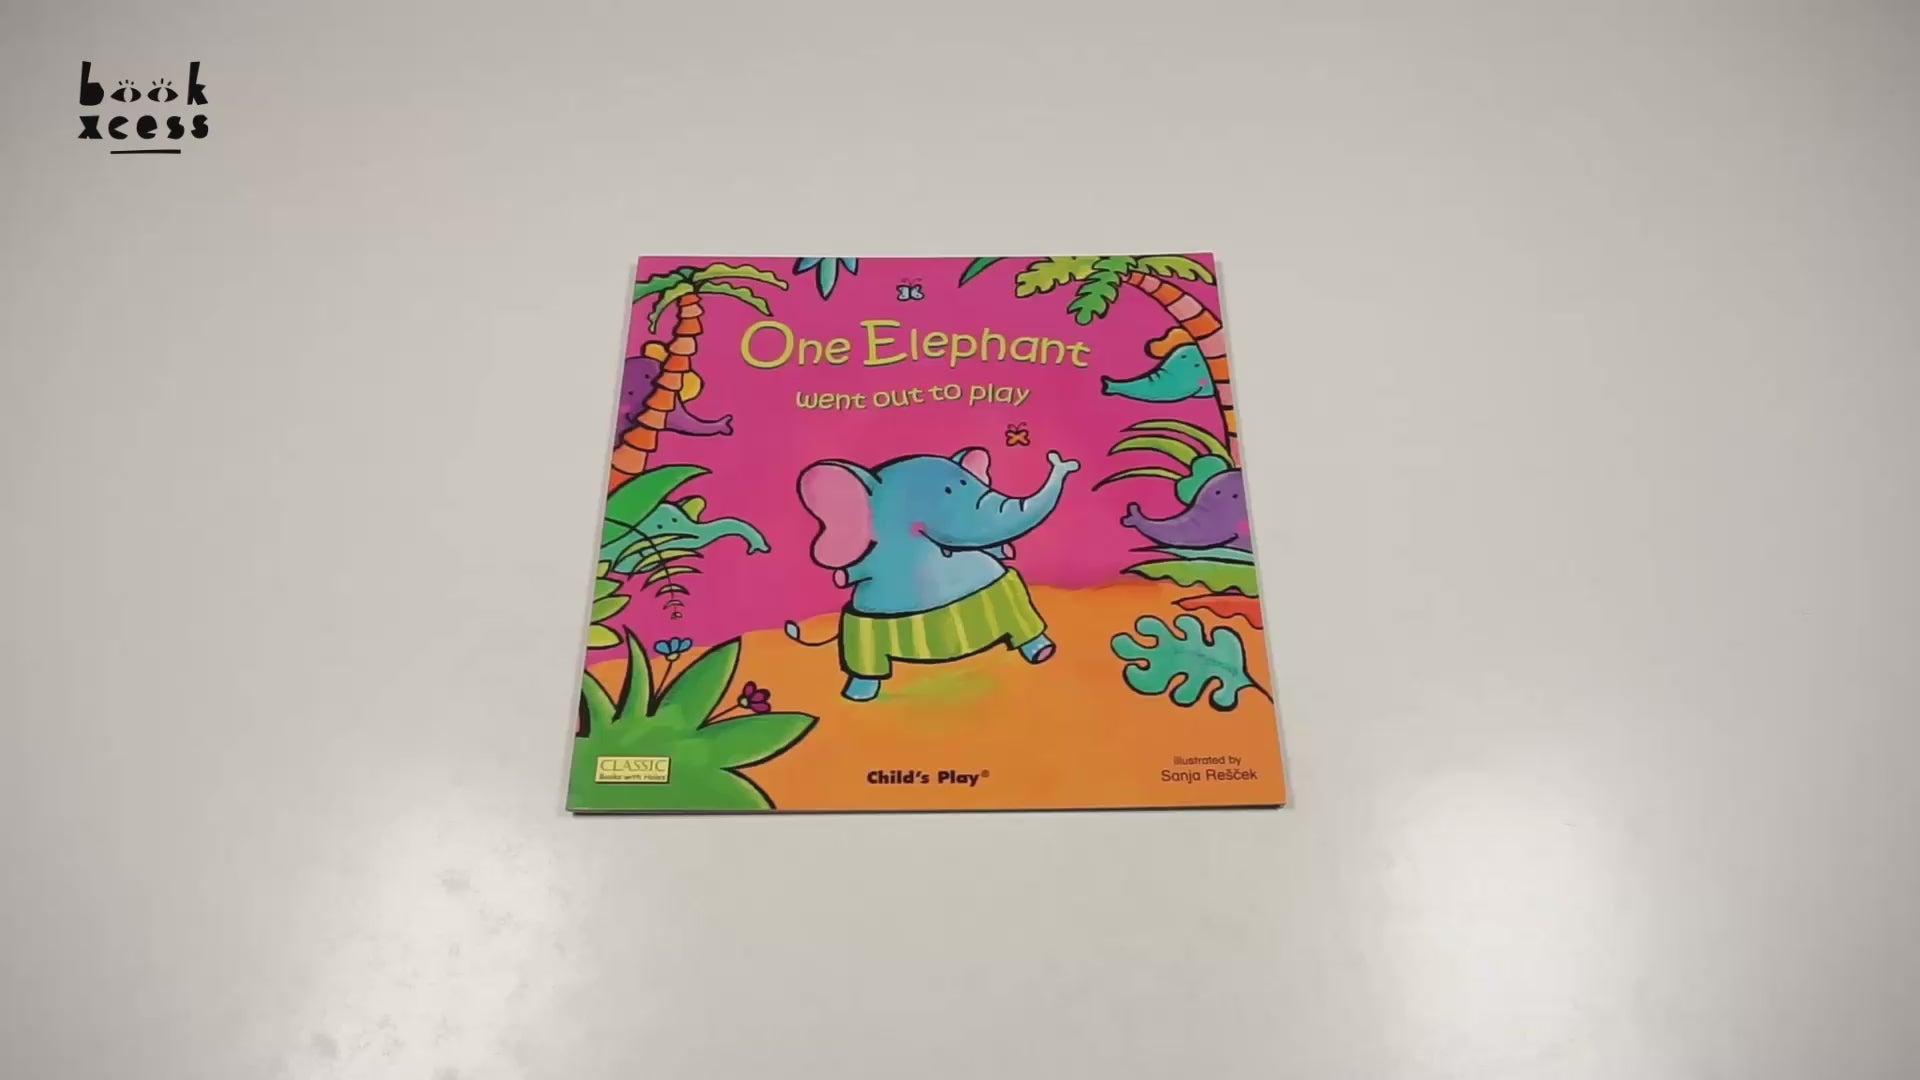 book
xcess
One Elephant
went out to play
CLASSIC
Books with Holes
Child's Play®
illustrated by
Sanja Rešček